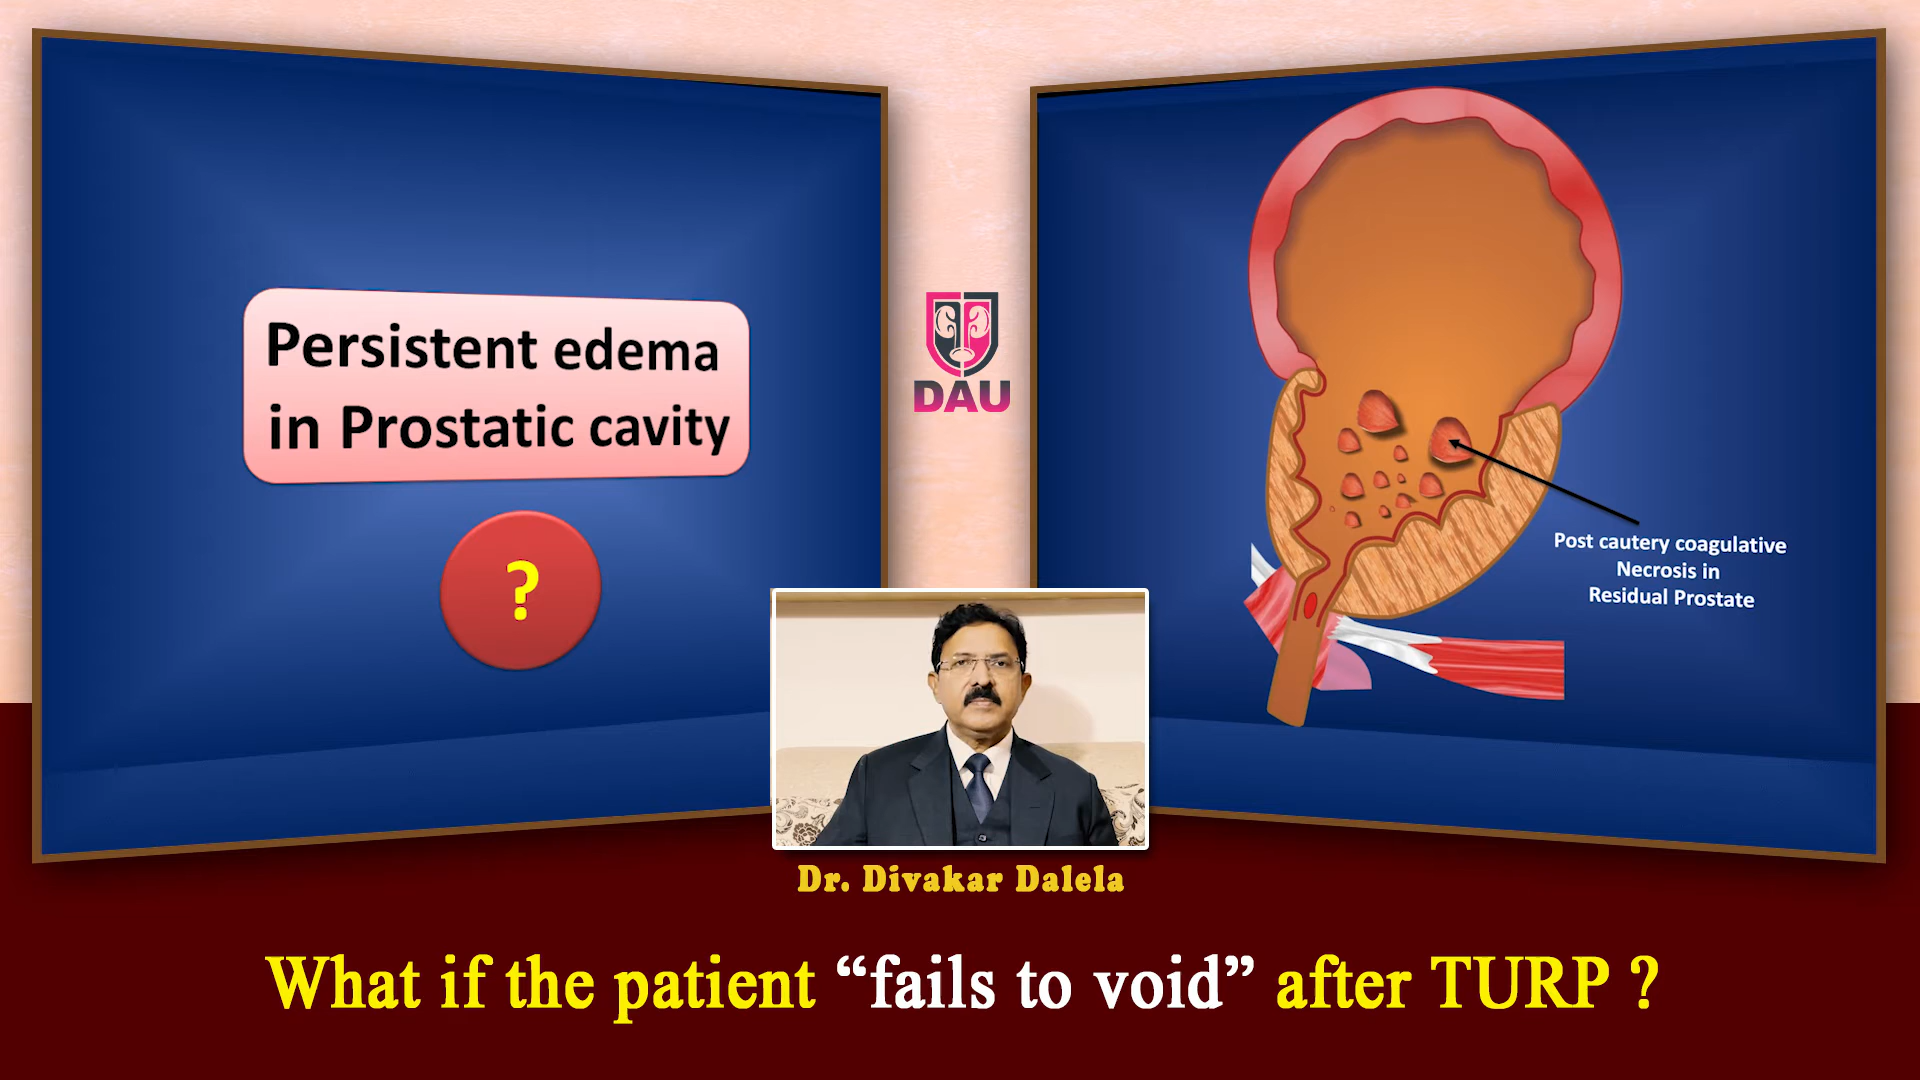 Persistent edema
in Prostatic cavity
?
DAU
Post cautery coagulative
Necrosis in
Residual Prostate
Dr. Divakar Dalela
What if the patient “fails to void” after TURP ?